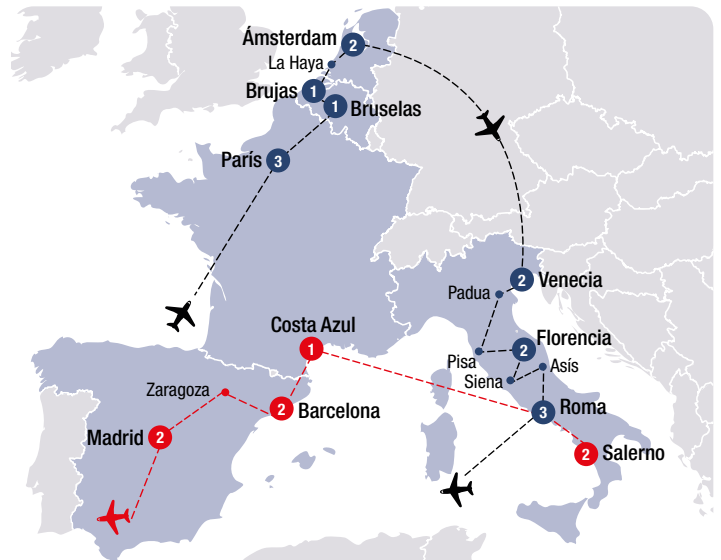 Ámsterdam
2
La Haya
Brujas
1
1
Bruselas
París
3
2
Venecia
Padua
Costa Azul
1
Florencia
2
Pisa
Siena
Asís
Zaragoza
2
Barcelona
3
Roma
Madrid
2
2
Salerno